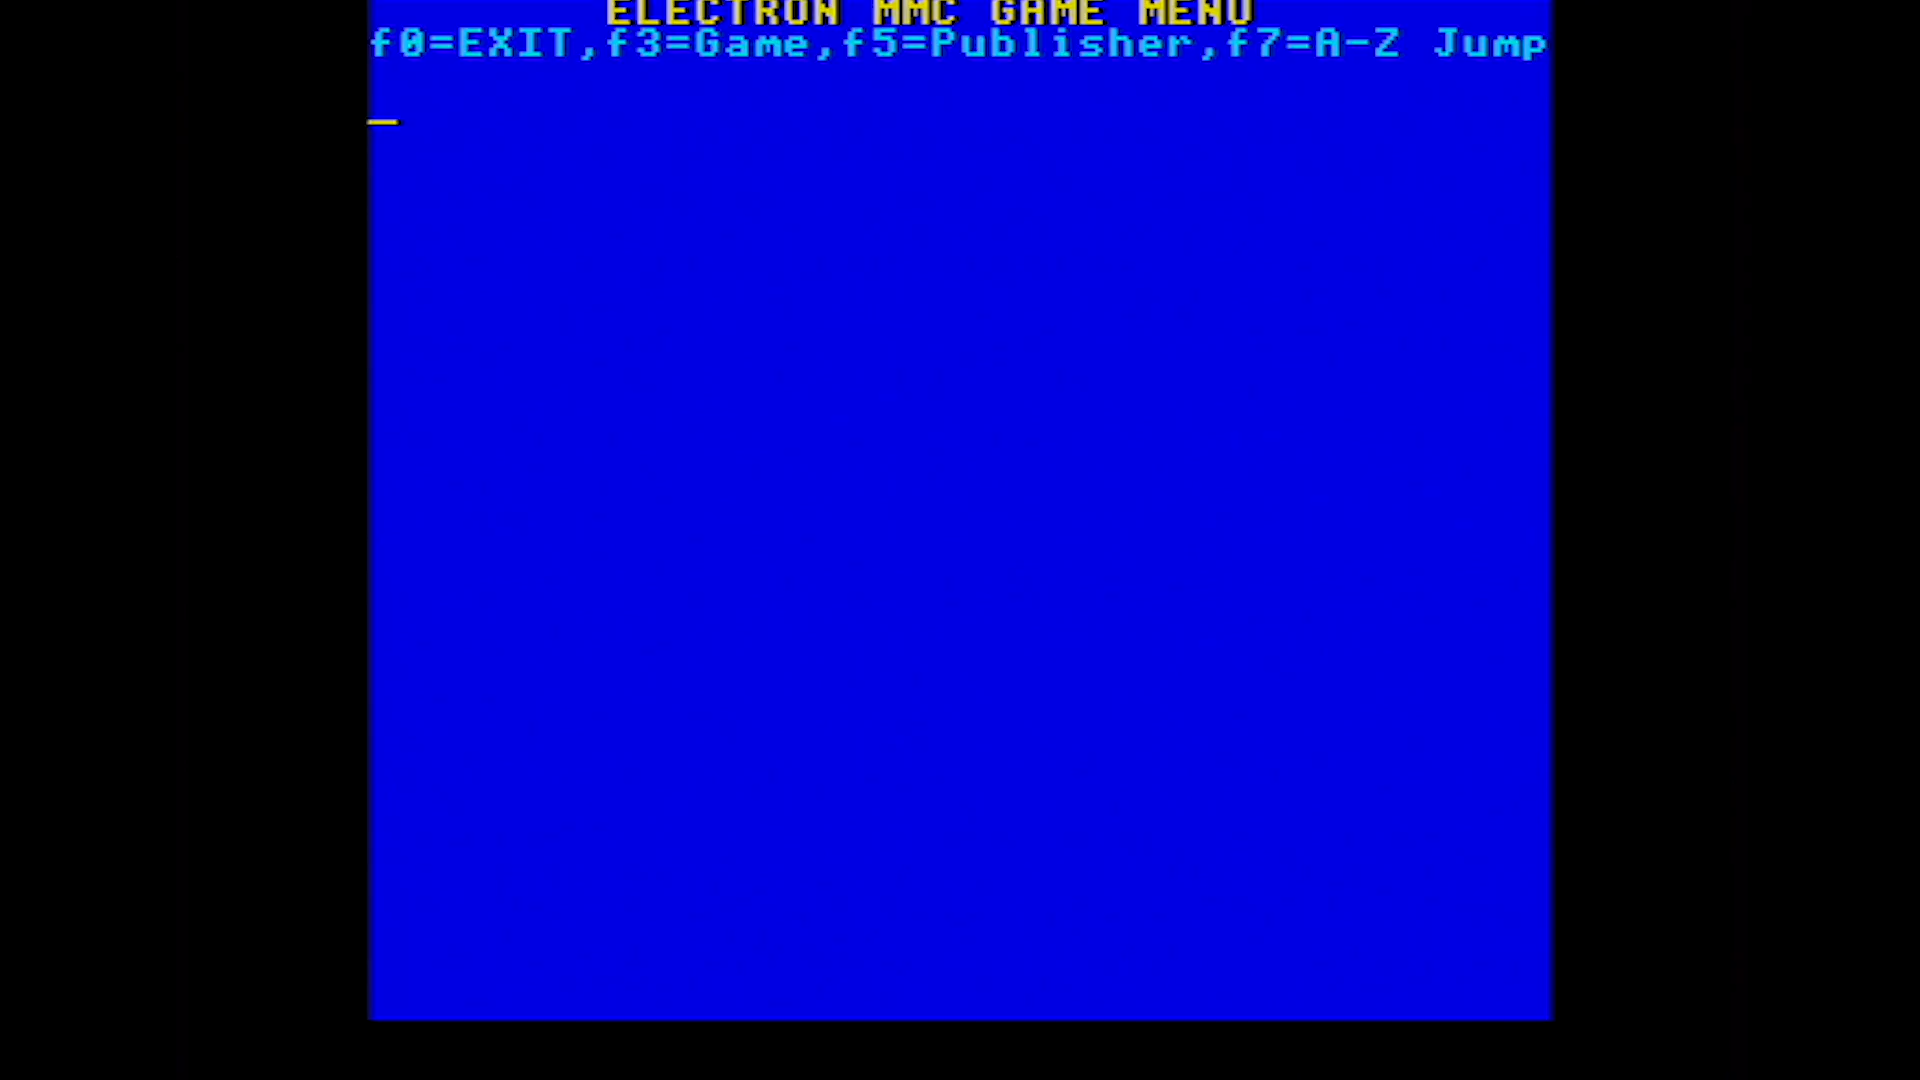 ELECTRON MMC GAME MENU
f0=EXIT,f3=Game,f5=Publisher,f7=A-Z Jump